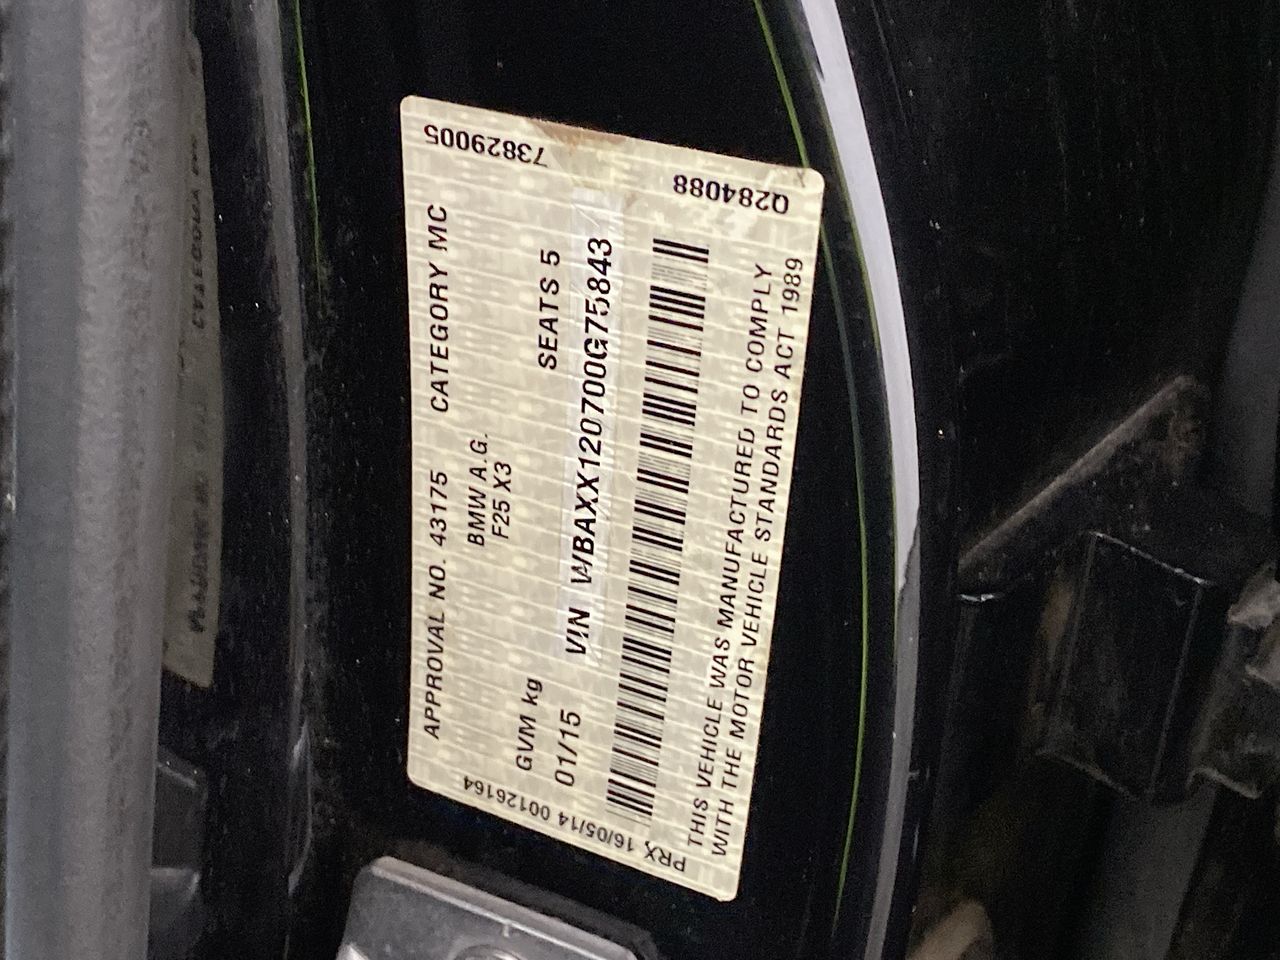 APPROVAL NO. 43175 CATEGORY MC
BMW A.G.
F25 X3
GVM kg SEATS 5
01/15 VIN WBAXX120700G75843
THIS VEHICLE WAS MANUFACTURED TO COMPLY
WITH THE MOTOR VEHICLE STANDARDS ACT 1989
73829005
Q284088
PRX 16/05/14 00126164